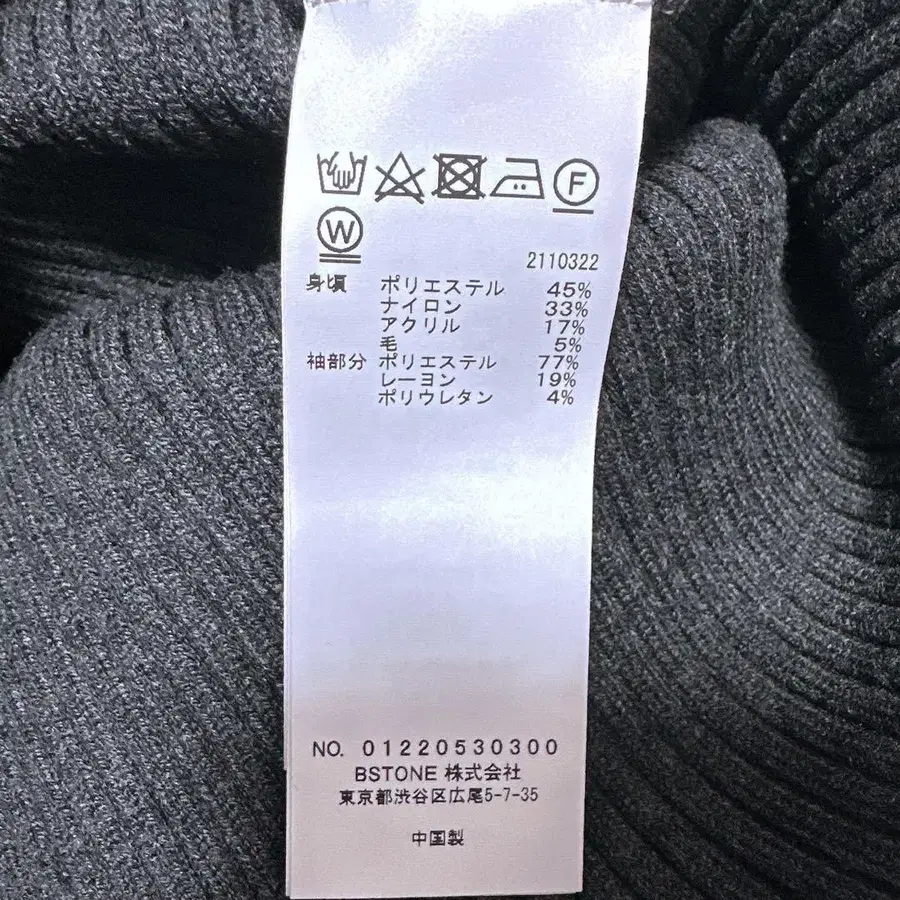 F
W
2110322
身頃 ポリエステル 45%
ナイロン 33%
アクリル 17%
毛 5%
袖部分 ポリエステル 77%
レーヨン 19%
ポリウレタン 4%
NO. 01220530300
BSTONE 株式会社
東京都渋谷区広尾5-7-35
中国製